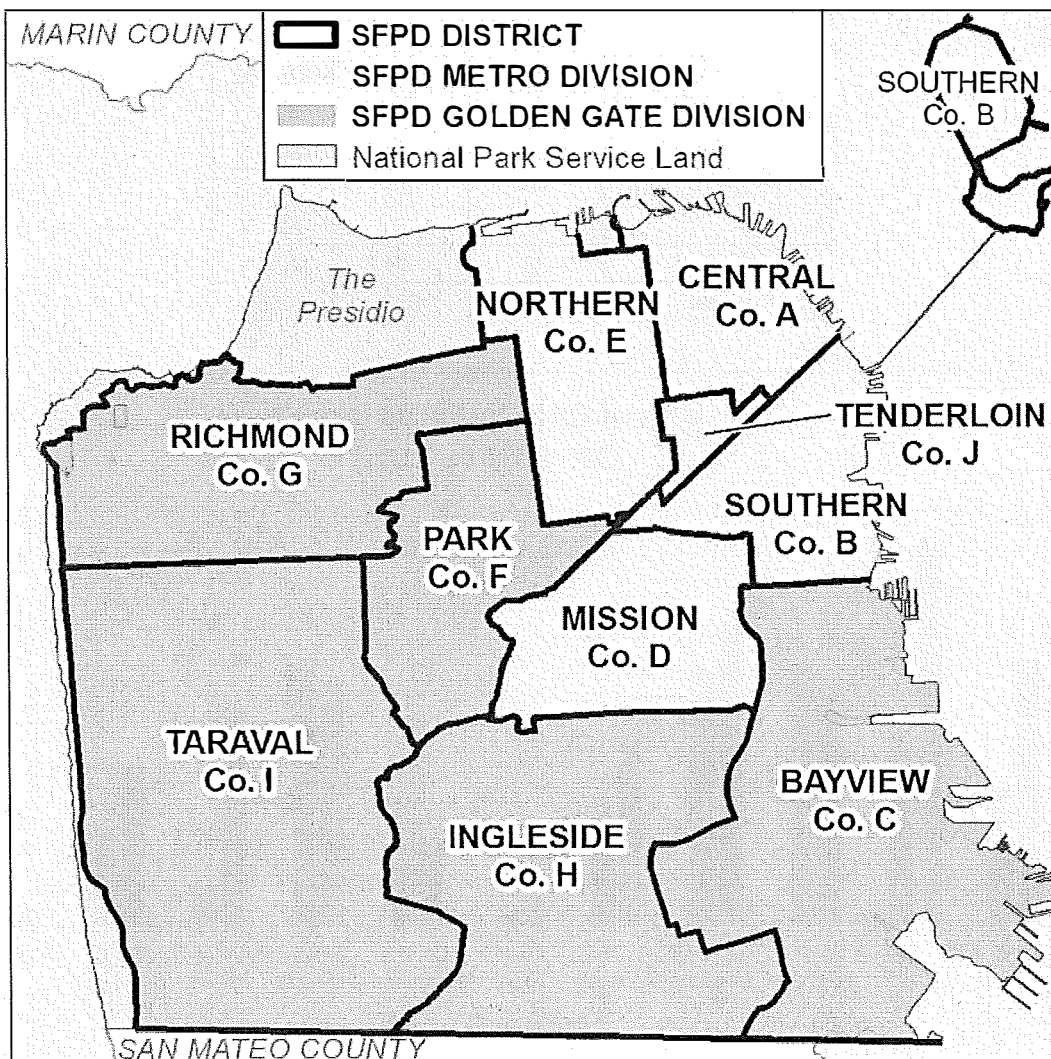 MARIN COUNTY
SFPD DISTRICT
SFPD METRO DIVISION
SFPD GOLDEN GATE DIVISION
National Park Service Land
SOUTHERN
Co. B
The
Presidio
NORTHERN
Co. E
CENTRAL
Co. A
RICHMOND
Co. G
TENDERLOIN
Co. J
PARK
Co. F
SOUTHERN
Co. B
MISSION
Co. D
TARAVAL
Co. I
BAYVIEW
Co. C
INGLESIDE
Co. H
SAN MATEO COUNTY